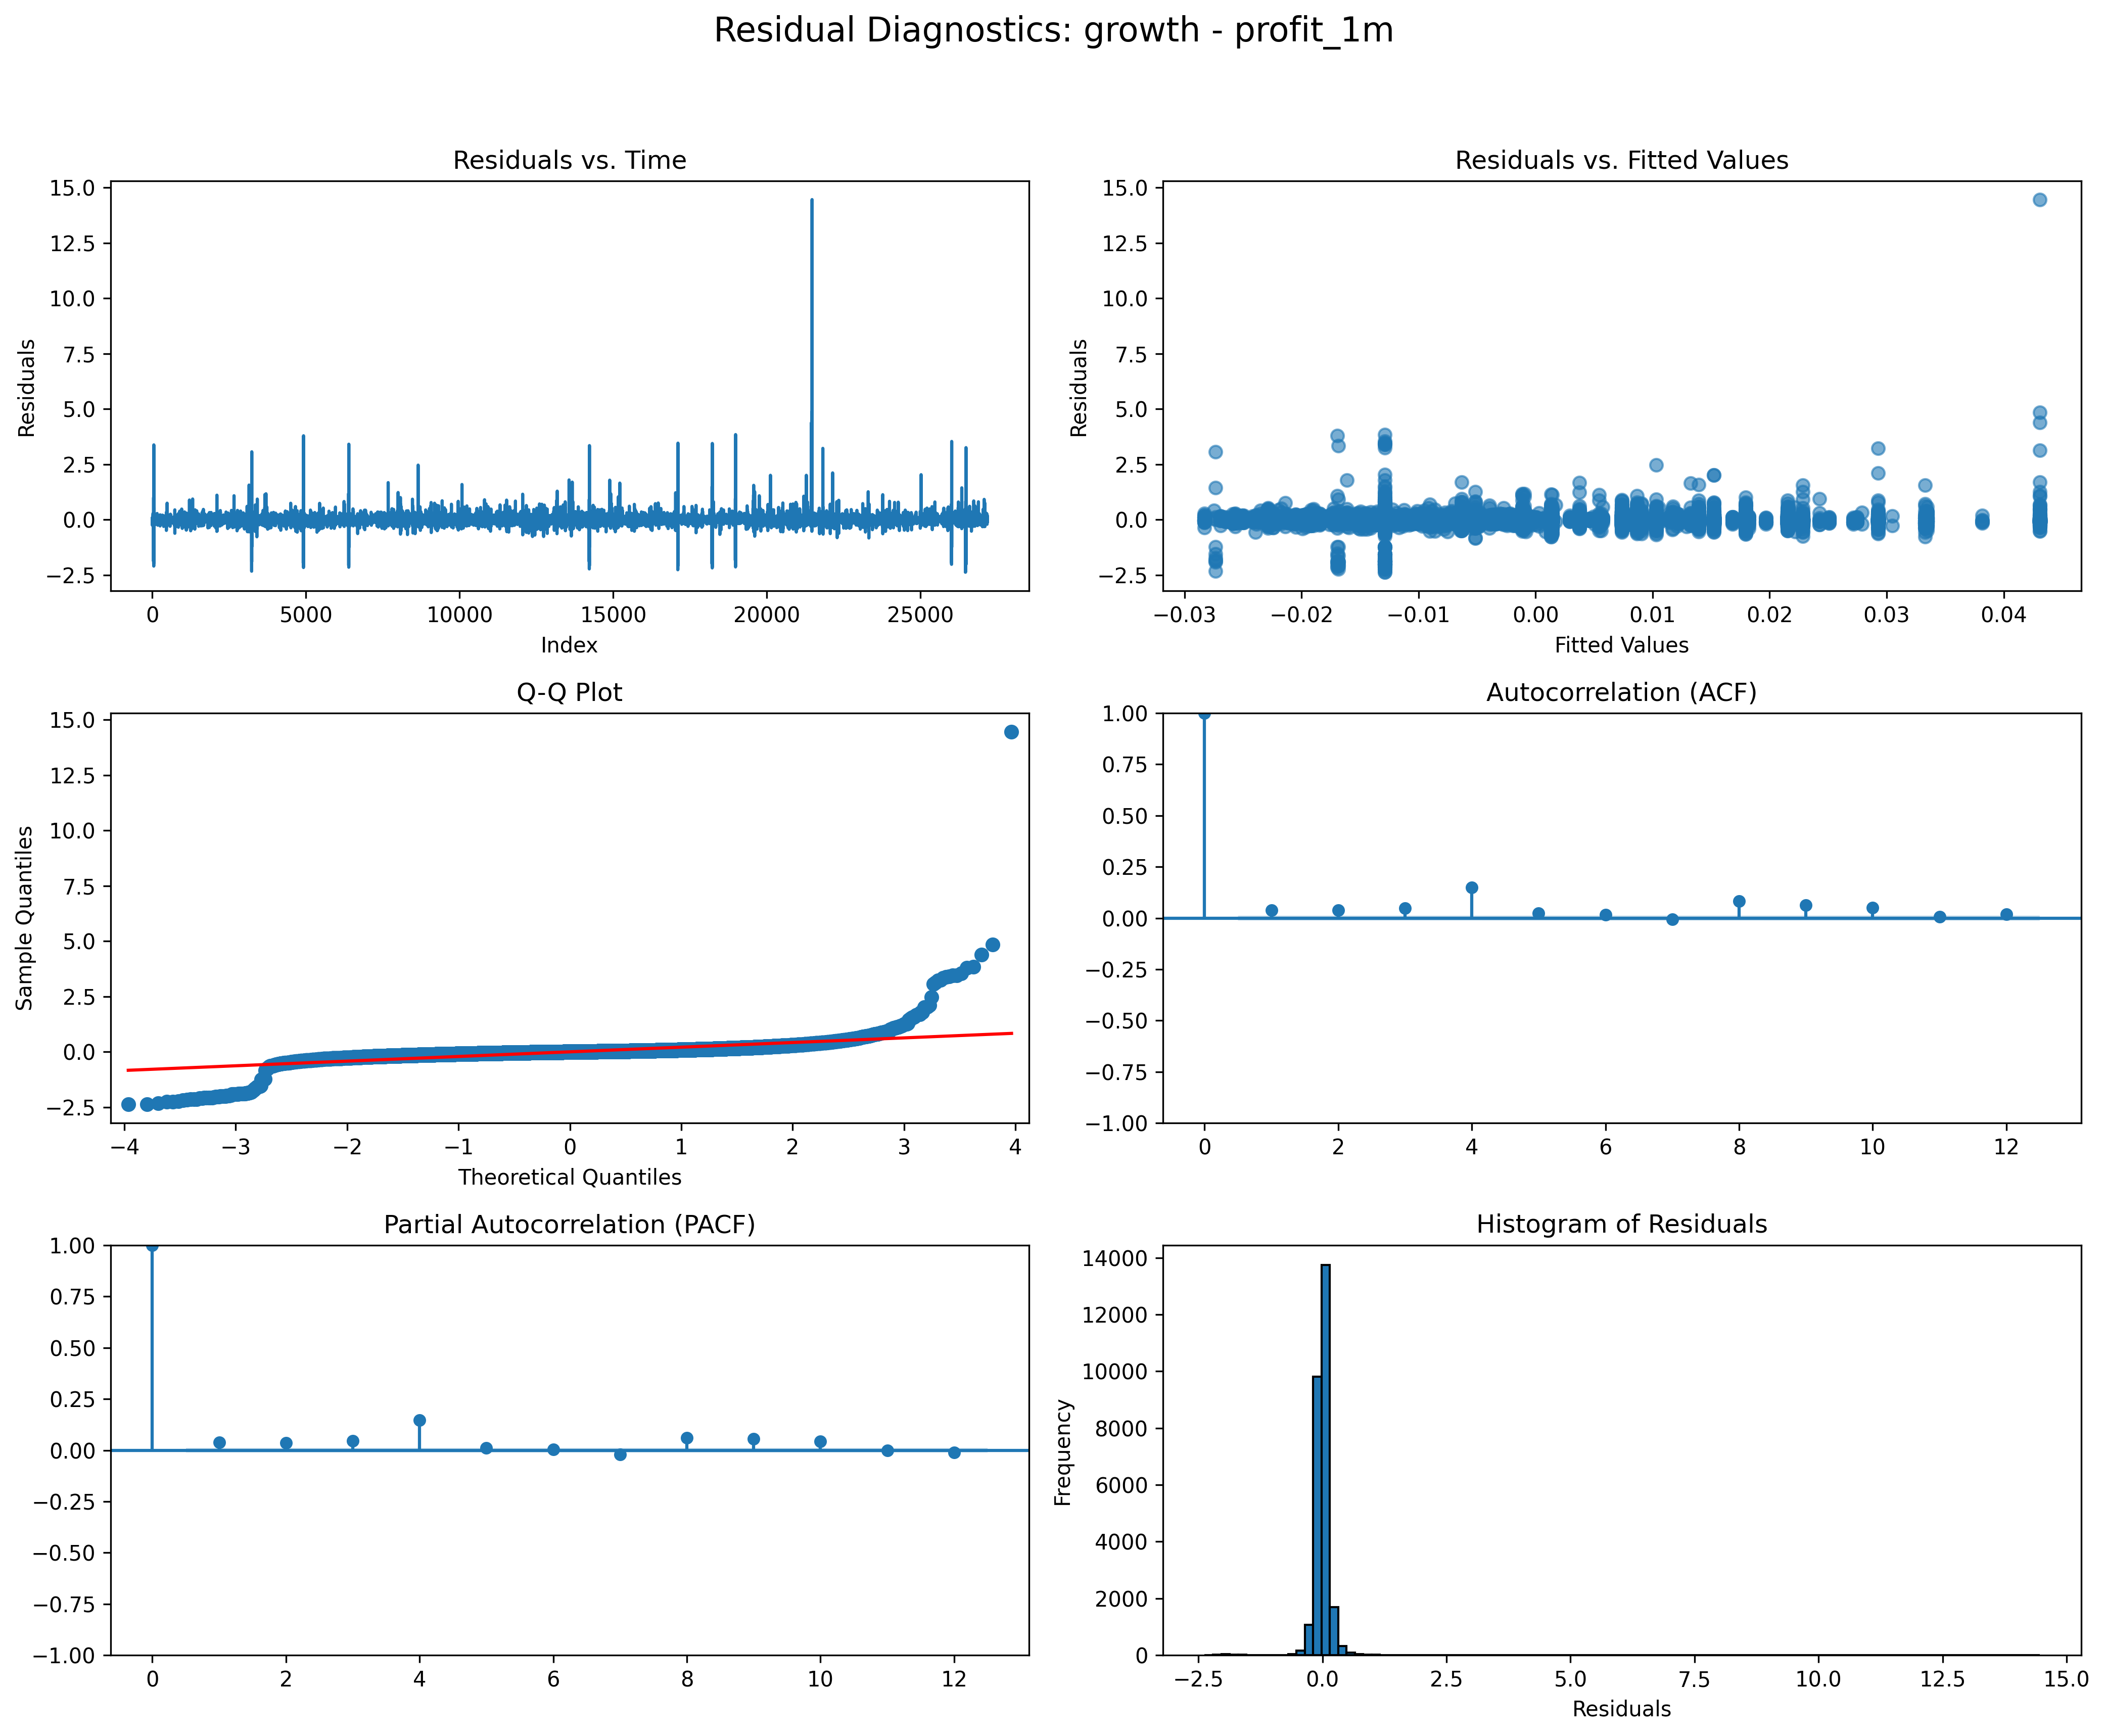 Residual Diagnostics: growth - profit_1m
Residuals vs. Time
15.0
12.5
10.0
7.5
5.0
2.5
0.0
−2.5
Residuals
0 5000 10000 15000 20000 25000
Index
Residuals vs. Fitted Values
15.0
12.5
10.0
7.5
5.0
2.5
0.0
−2.5
Residuals
−0.03 −0.02 −0.01 0.00 0.01 0.02 0.03 0.04
Fitted Values
Q-Q Plot
15.0
12.5
10.0
7.5
5.0
2.5
0.0
−2.5
Sample Quantiles
−4 −3 −2 −1 0 1 2 3 4
Theoretical Quantiles
Autocorrelation (ACF)
1.00
0.75
0.50
0.25
0.00
−0.25
−0.50
−0.75
−1.00
0 2 4 6 8 10 12
Partial Autocorrelation (PACF)
1.00
0.75
0.50
0.25
0.00
−0.25
−0.50
−0.75
−1.00
0 2 4 6 8 10 12
Histogram of Residuals
14000
12000
10000
8000
6000
4000
2000
0
Frequency
−2.5 0.0 2.5 5.0 7.5 10.0 12.5 15.0
Residuals